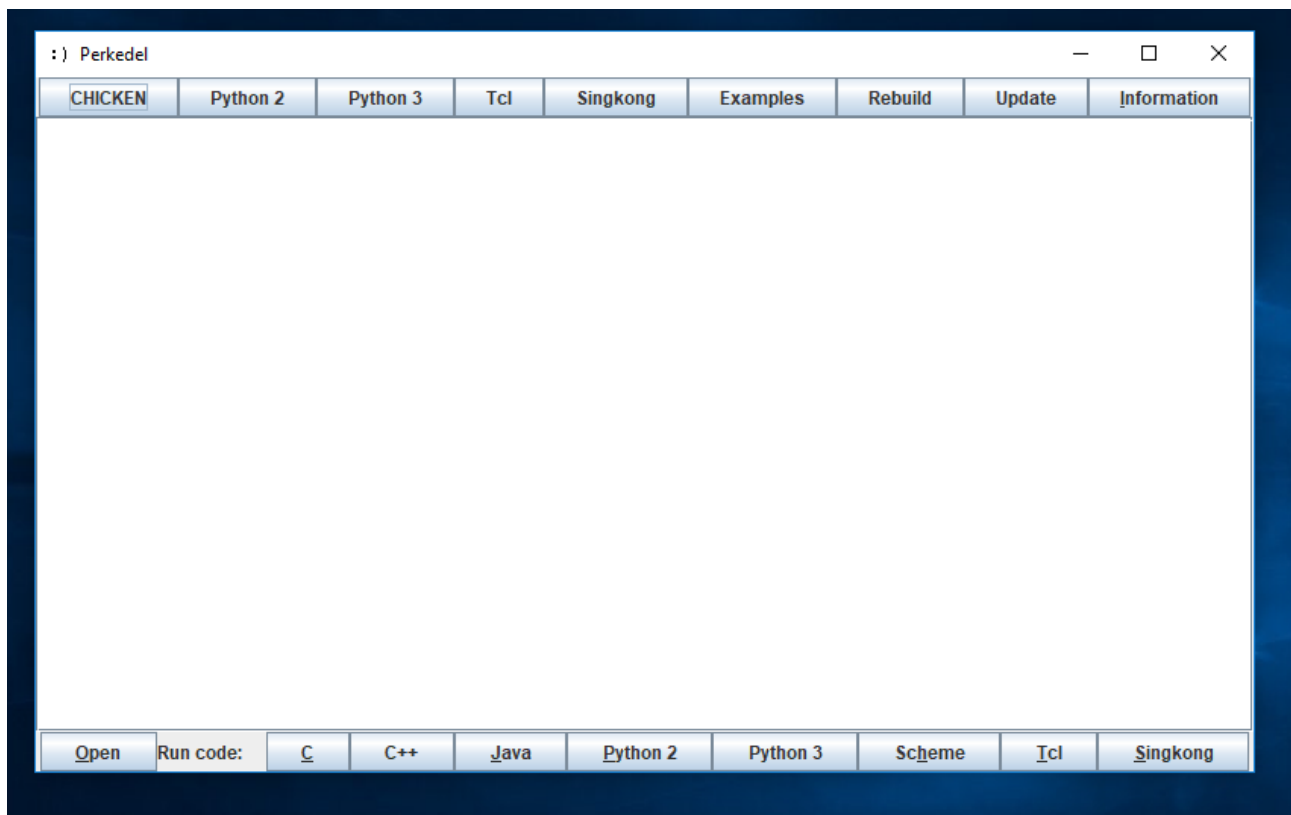 :) Perkedel
CHICKEN Python 2 Python 3 Tcl Singkong Examples Rebuild Update Information
Open Run code: C C++ Java Python 2 Python 3 Scheme Tcl Singkong